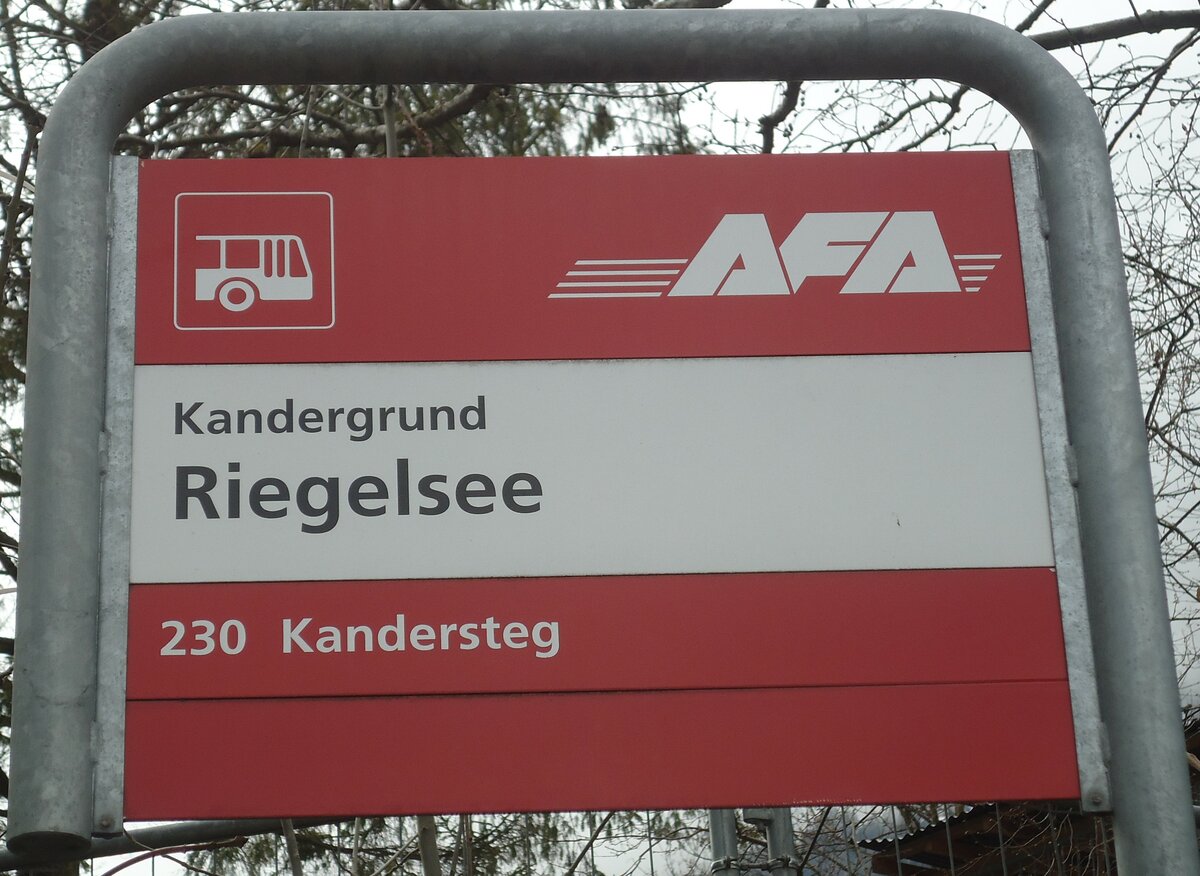 AFA
Kandergrund
Riegelsee
230 Kandersteg